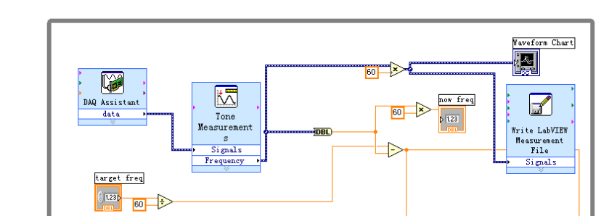 Waveform Chart
60
DAQ Assistant
data
Tone
Measurement
s
Signals
Frequency
DBL
now freq
60
1.23
Write LabVIEW
Measurement
File
Signals
target freq
1.23
60